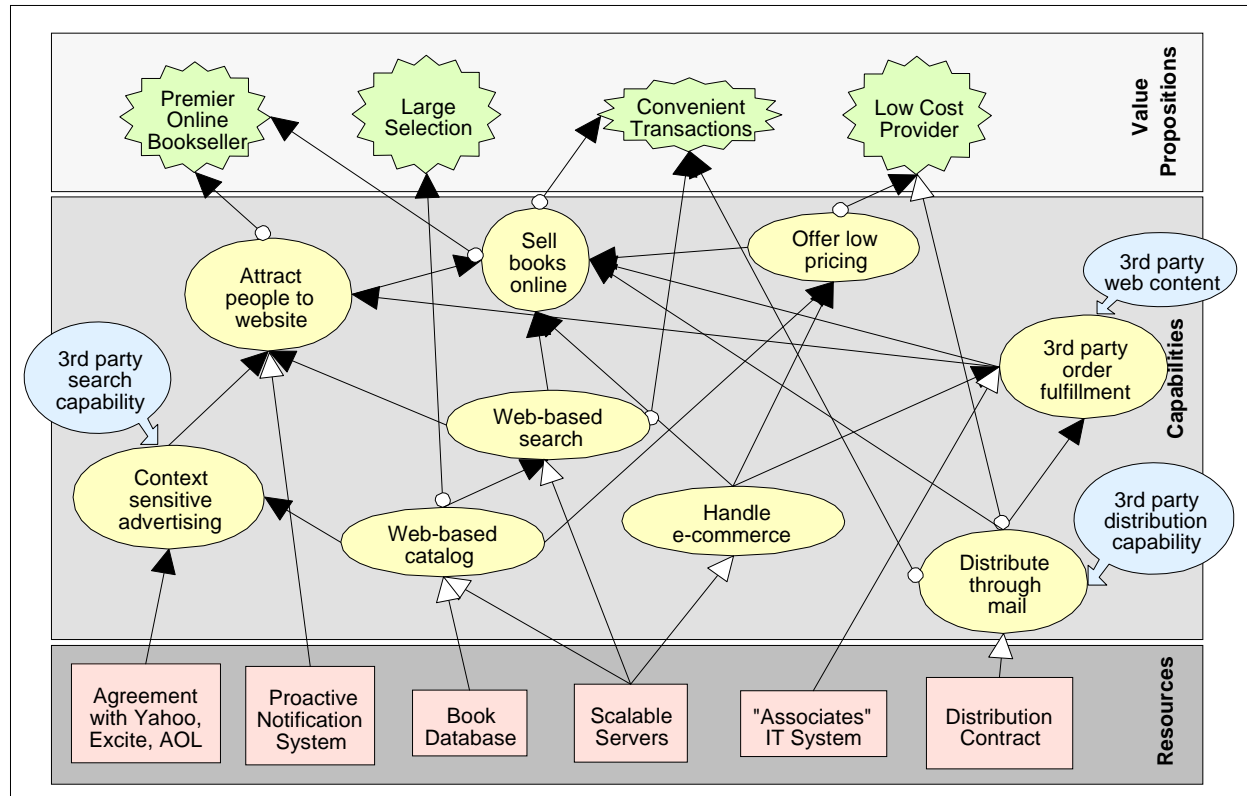 Premier
Online
Bookseller
Large
Selection
Convenient
Transactions
Low Cost
Provider
Value
Propositions
Sell
books
online
Offer low
pricing
Attract
people to
website
3rd party
web content
3rd party
search
capability
3rd party
order
fulfillment
Capabilities
Web-based
search
Context
sensitive
advertising
Web-based
catalog
Handle
e-commerce
3rd party
distribution
capability
Distribute
through
mail
Agreement
with Yahoo,
Excite, AOL
Proactive
Notification
System
Book
Database
Scalable
Servers
"Associates"
IT System
Distribution
Contract
Resources